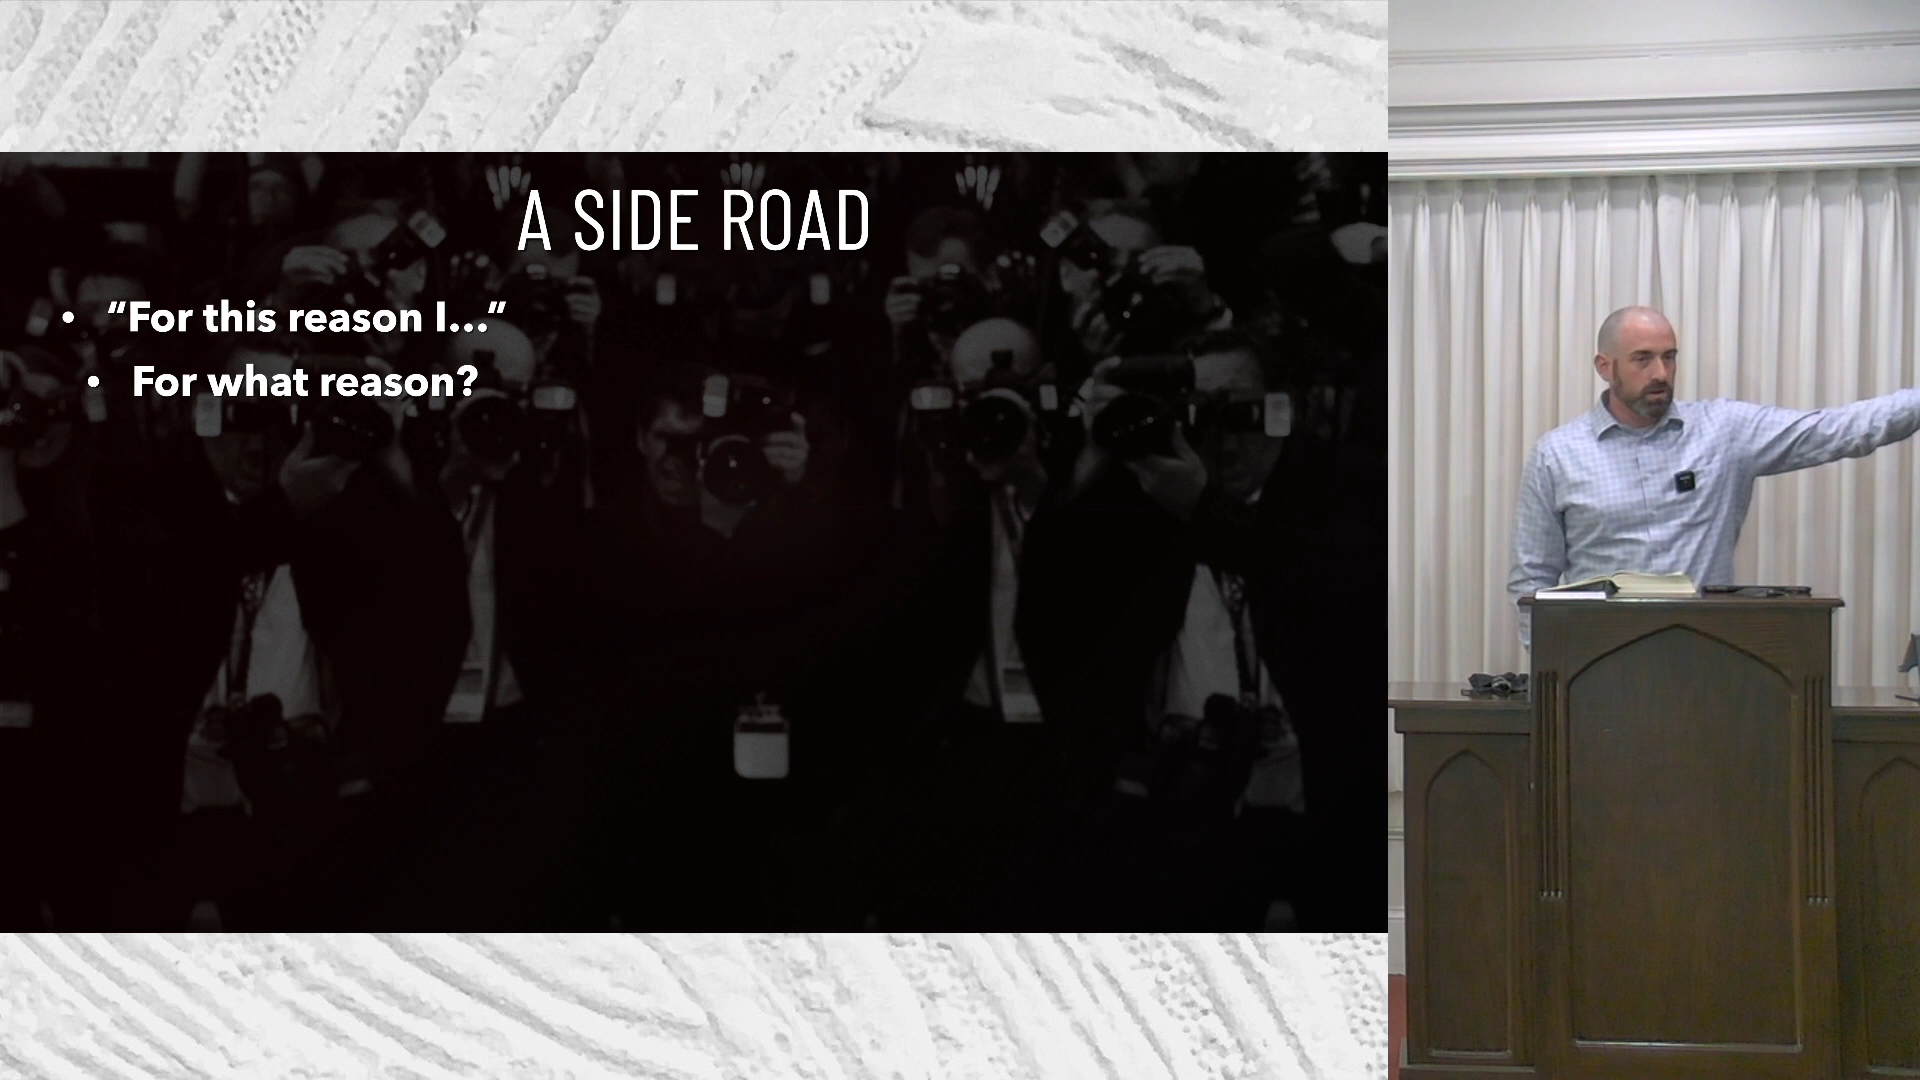 A SIDE ROAD
• “For this reason I…”
• For what reason?